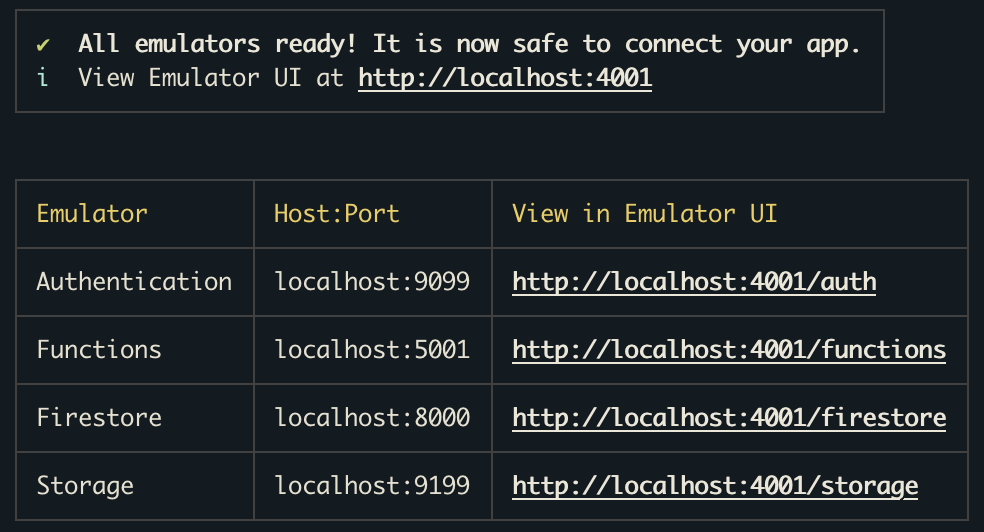 ✔ All emulators ready! It is now safe to connect your app.
i View Emulator UI at http://localhost:4001
Emulator Host:Port View in Emulator UI
Authentication localhost:9099 http://localhost:4001/auth
Functions localhost:5001 http://localhost:4001/functions
Firestore localhost:8000 http://localhost:4001/firestore
Storage localhost:9199 http://localhost:4001/storage